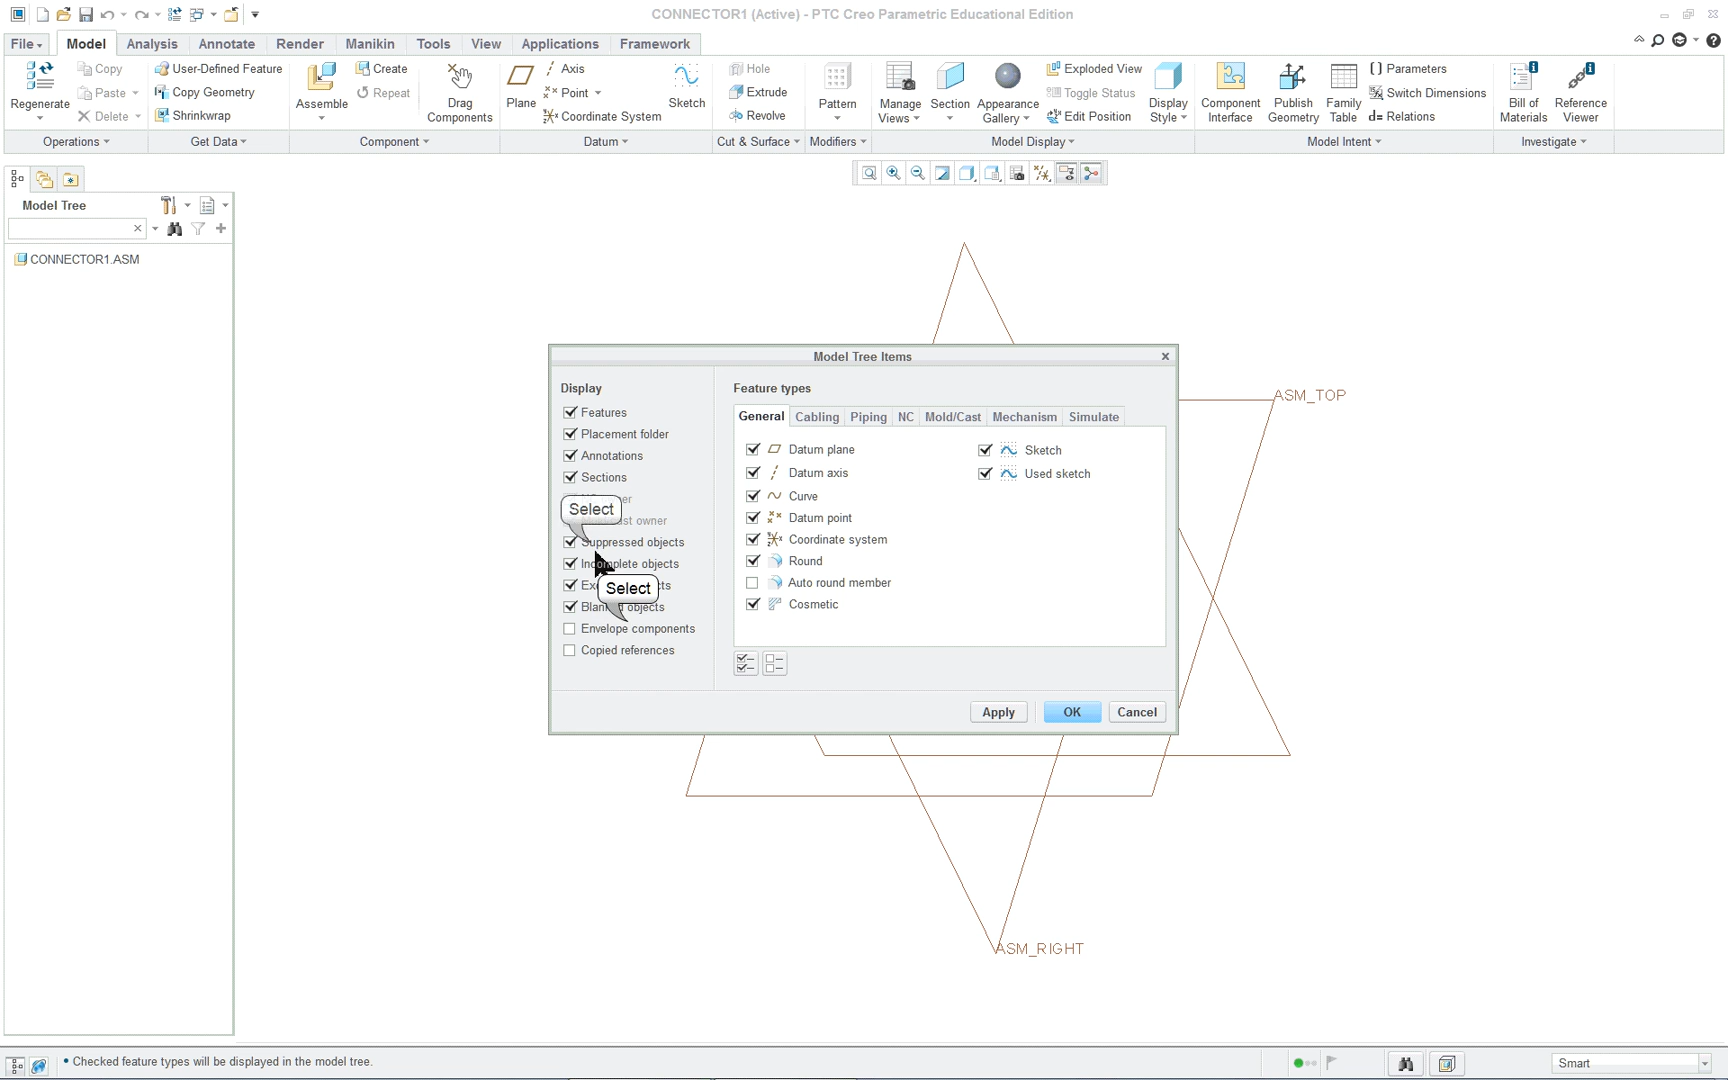 CONNECTOR1 (Active) - PTC Creo Parametric Educational Edition
File Model Analysis Annotate Render Manikin Tools View Applications Framework
Regenerate
Copy
Paste
Delete
Operations
User-Defined Feature
Copy Geometry
Shrinkwrap
Get Data
Assemble
Create
Repeat
Drag
Components
Component
Plane
Axis
Point
Coordinate System
Sketch
Datum
Hole
Extrude
Revolve
Cut & Surface
Pattern
Modifiers
Manage
Views
Section
Appearance
Gallery
Exploded View
Toggle Status
Edit Position
Display
Style
Model Display
Component
Interface
Publish
Geometry
Family
Table
Parameters
Switch Dimensions
d= Relations
Model Intent
Bill of
Materials
Reference
Viewer
Investigate
Model Tree
CONNECTOR1.ASM
ASM_TOP
ASM_RIGHT
Model Tree Items
Display
Features
Placement folder
Annotations
Sections
Select
ast owner
Suppressed objects
Incomplete objects
Select
objects
Envelope components
Copied references
Feature types
General Cabling Piping NC Mold/Cast Mechanism Simulate
Datum plane
Datum axis
Curve
Datum point
Coordinate system
Round
Auto round member
Cosmetic
Sketch
Used sketch
Apply OK Cancel
• Checked feature types will be displayed in the model tree.
Smart